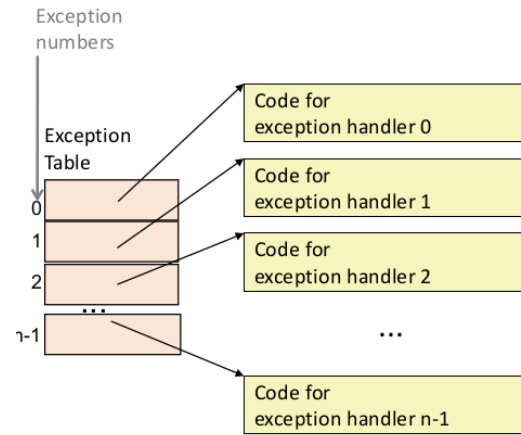 Exception
numbers
Exception
Table
0
1
2
...
n-1
Code for
exception handler 0
Code for
exception handler 1
Code for
exception handler 2
...
Code for
exception handler n-1